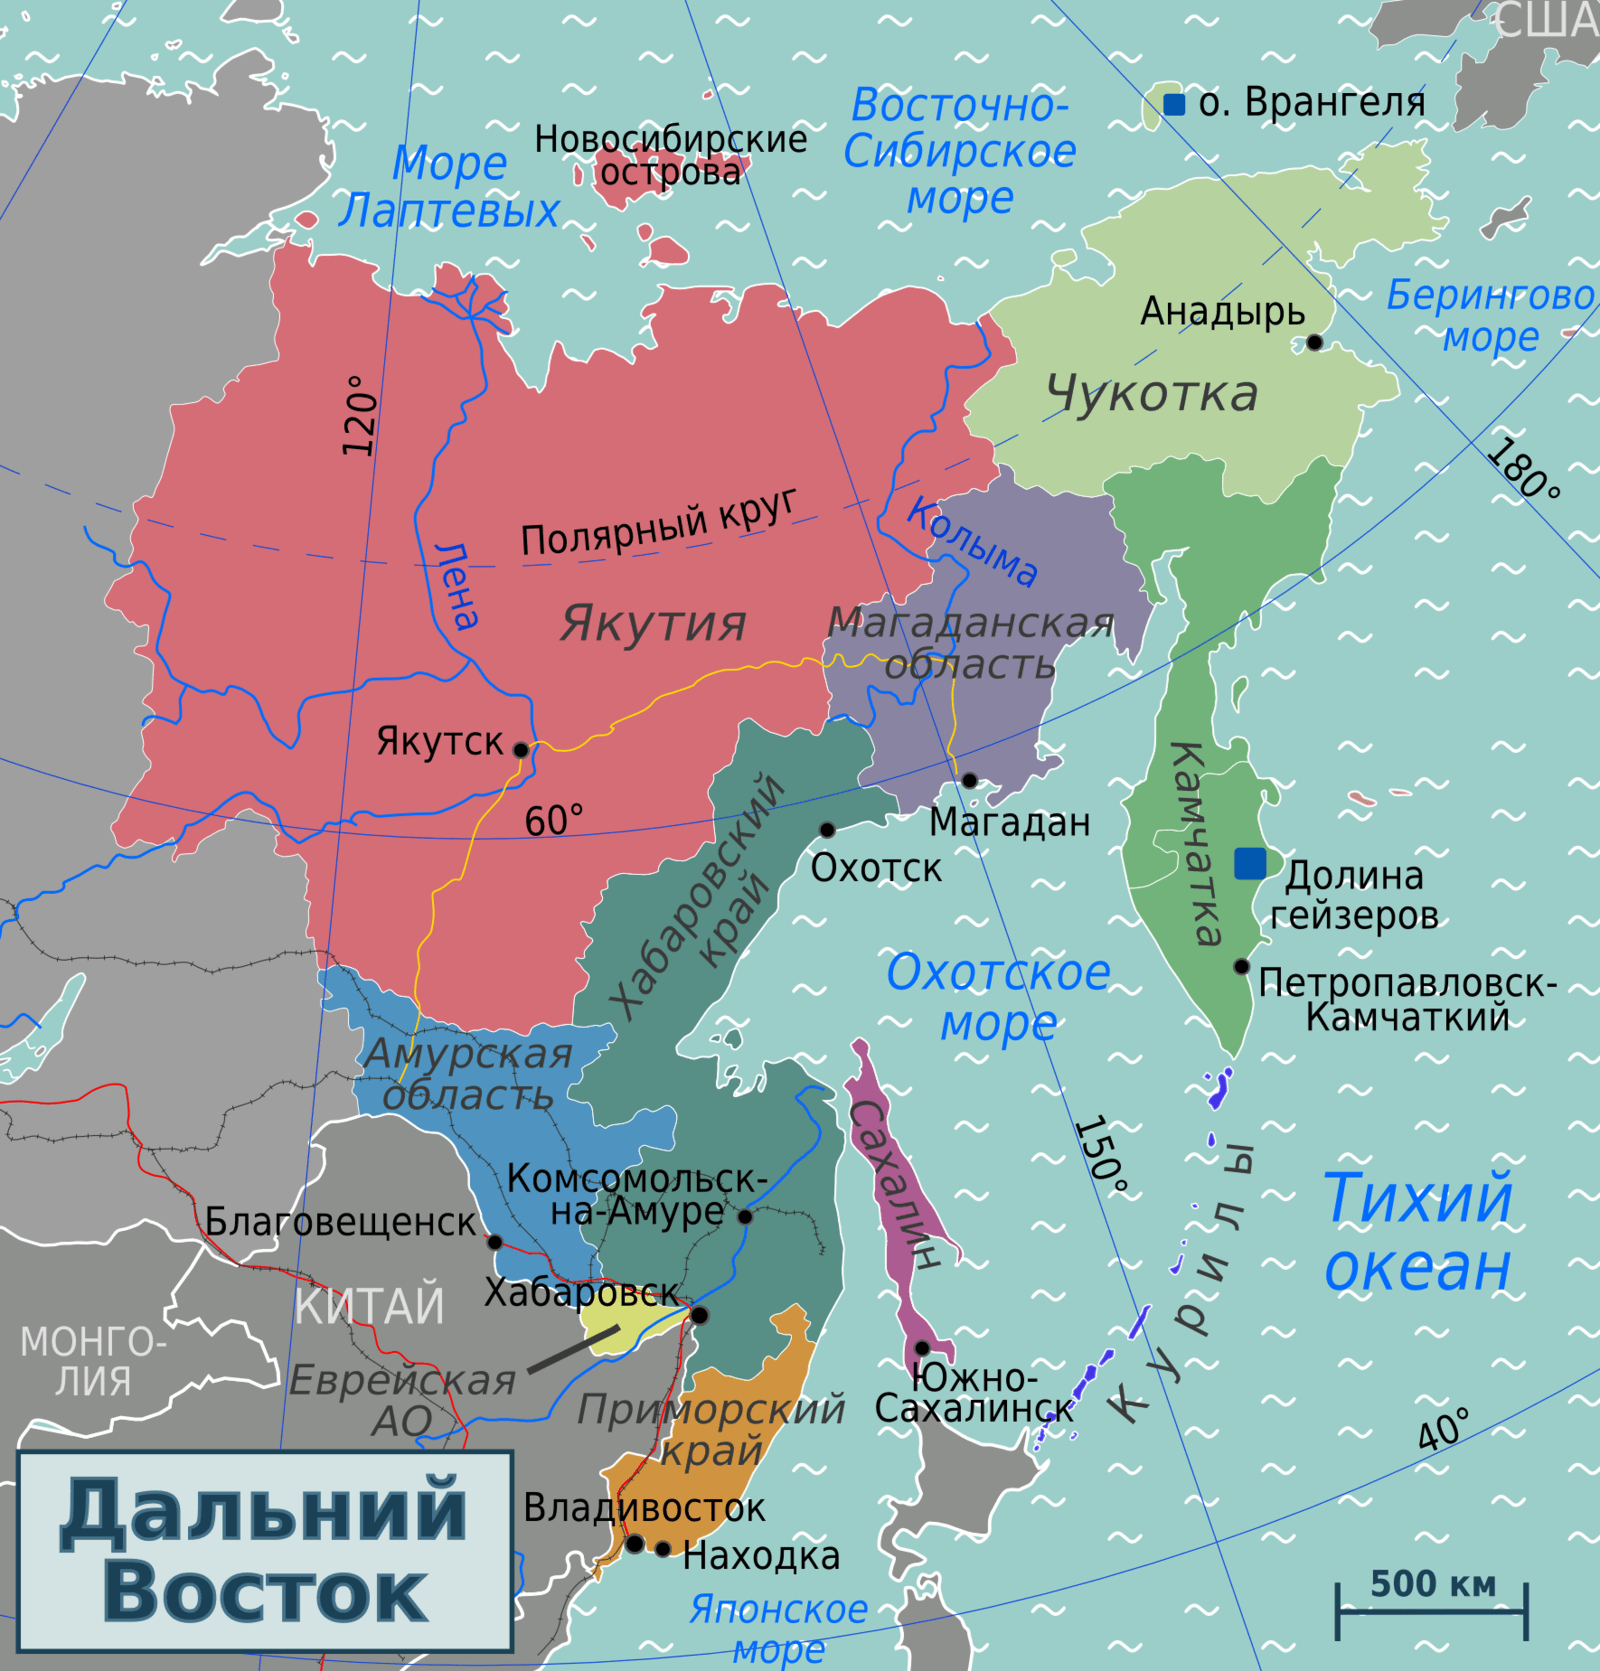 США
о. Врангеля
Восточно-
Сибирское
море
Новосибирские
острова
Море
Лаптевых
Берингово
море
Анадырь
Чукотка
120°
180°
Полярный круг
Колыма
Лена
Якутия
Магаданская
область
Якутск
60°
Магадан
Охотск
Хабаровский
край
Камчатка
Долина
гейзеров
Петропавловск-
Камчаткий
Охотское
море
Амурская
область
Сахалин
150°
Курилы
Тихий
океан
Комсомольск-
на-Амуре
Благовещенск
Хабаровск
КИТАЙ
МОНГО-
ЛИЯ
Еврейская
АО
Приморский
край
Южно-
Сахалинск
40°
Владивосток
Находка
Японское
море
Дальний
Восток
500 км